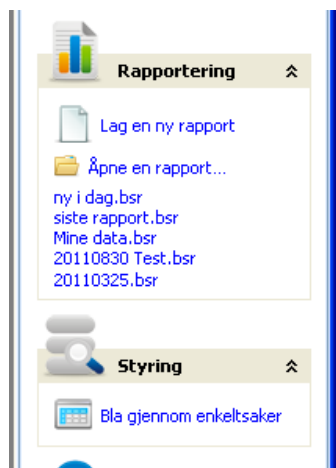 Rapportering
Lag en ny rapport
Åpne en rapport...
ny i dag.bsr
siste rapport.bsr
Mine data.bsr
20110830 Test.bsr
20110325.bsr
Styring
Bla gjennom enkeltsaker